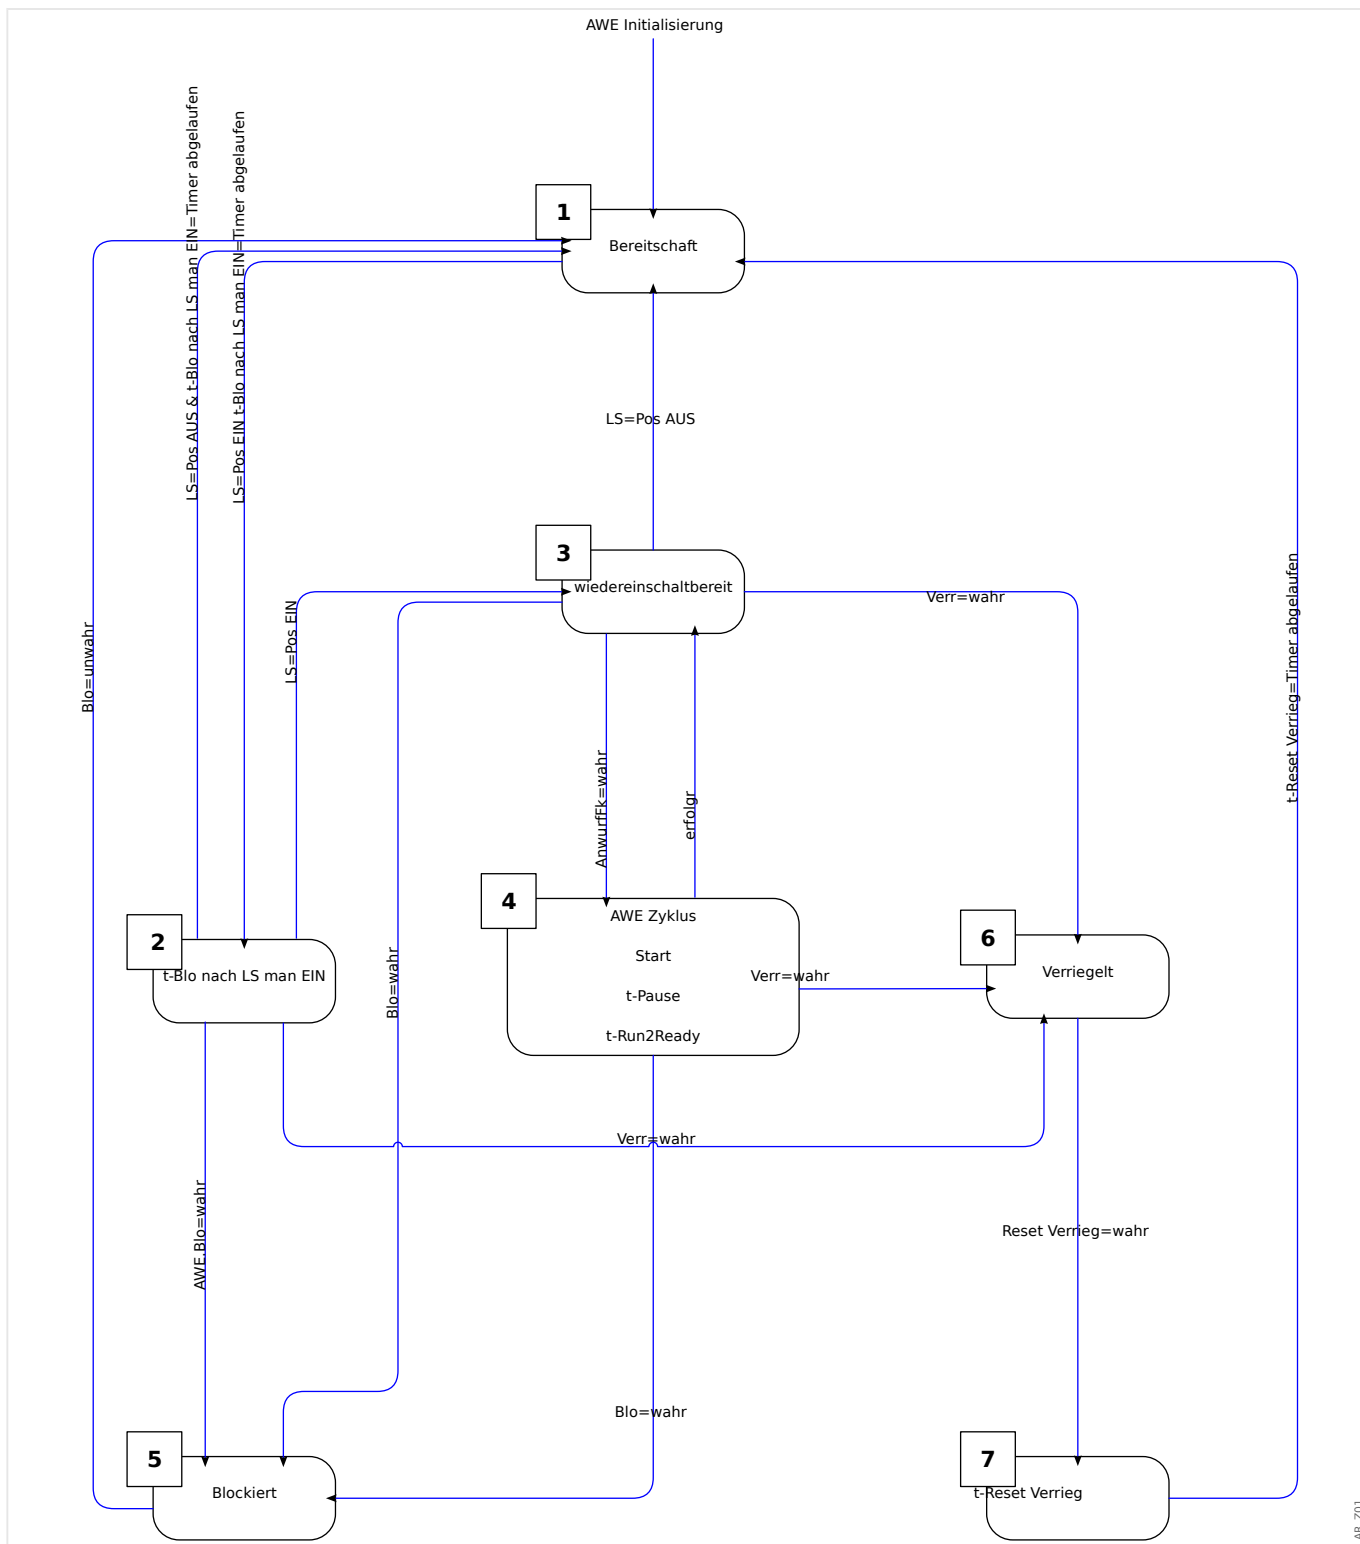 AWE Initialisierung
LS=Pos AUS & t-Blo nach LS man EIN=Timer abgelaufen
LS=Pos EIN t-Blo nach LS man EIN=Timer abgelaufen
1
Bereitschaft
LS=Pos AUS
3
wiedereinschaltbereit
Verr=wahr
LS=Pos EIN
Blo=unwahr
t-Reset Verrieg=Timer abgelaufen
AnwurfFk=wahr
erfolgr
4
AWE Zyklus
Start
t-Pause
t-Run2Ready
Verr=wahr
2
t-Blo nach LS man EIN
Blo=wahr
6
Verriegelt
Verr=wahr
AWE.Blo=wahr
Reset Verrieg=wahr
Blo=wahr
5
Blockiert
7
t-Reset Verrieg
AR_Z01